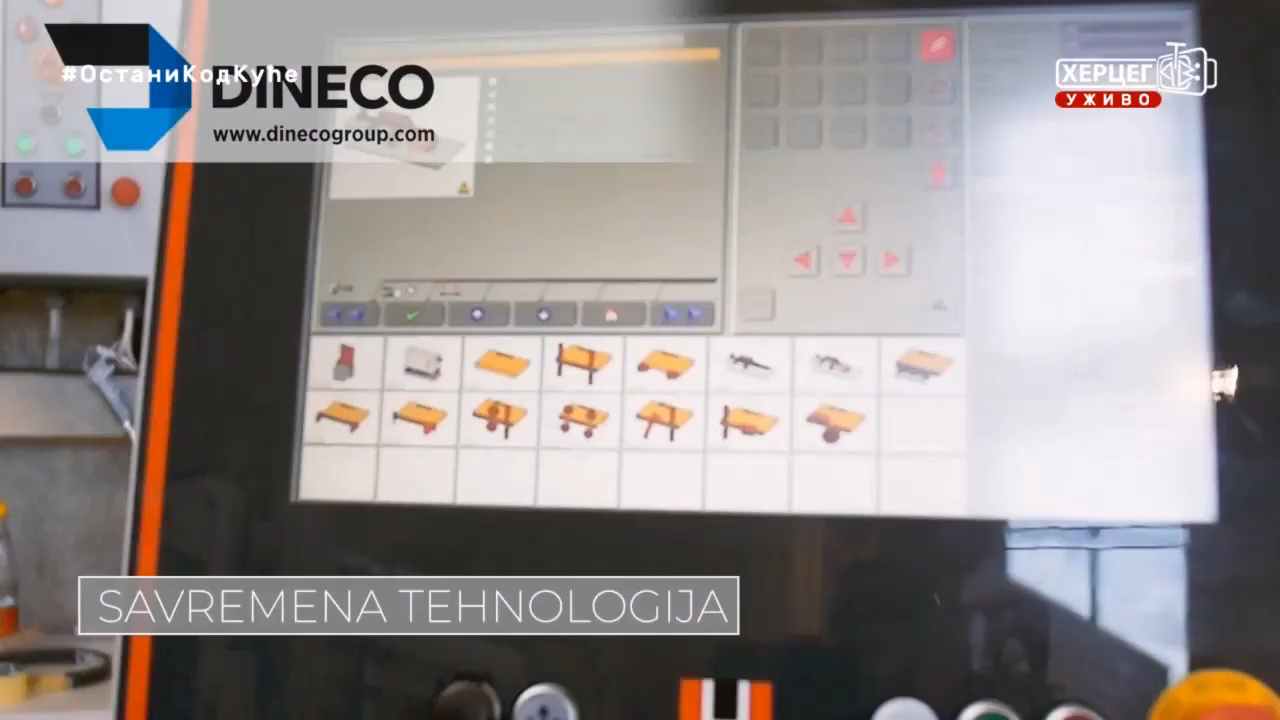 #ОстаниКодКуће
DINECO
www.dinecogroup.com
ХЕРЦЕГ
УЖИВО
SAVREMENA TEHNOLOGIJA